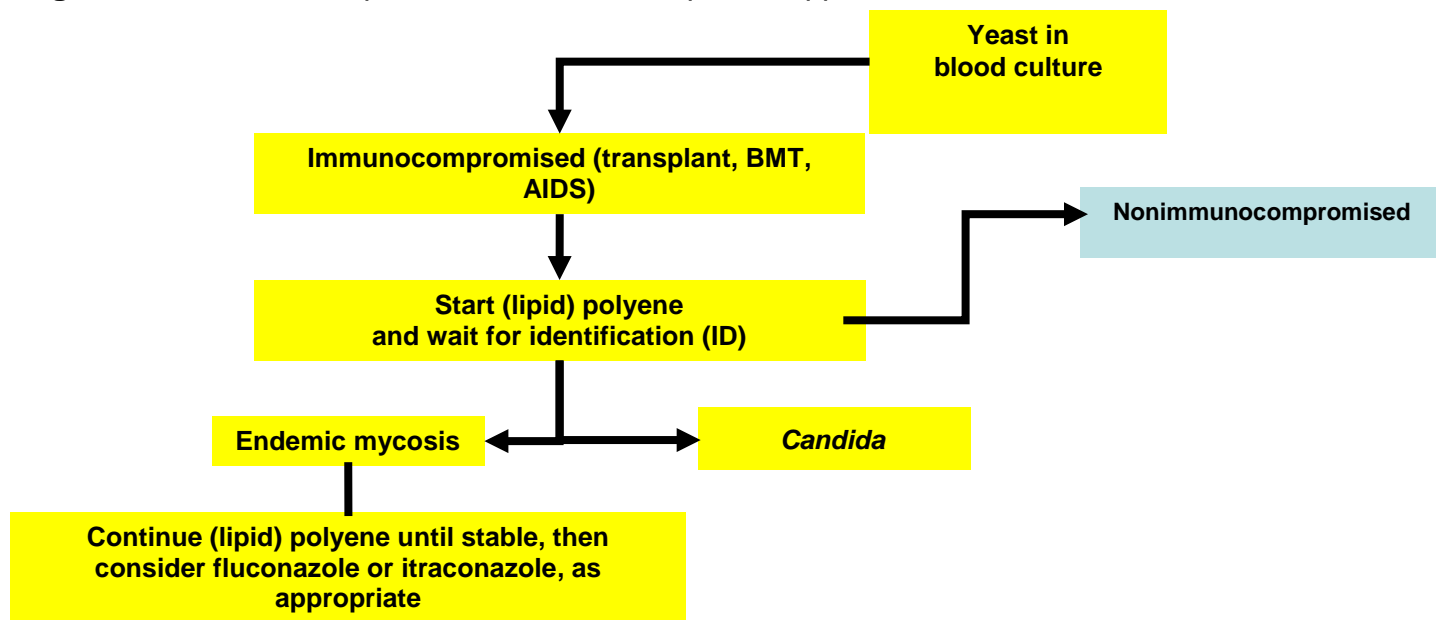 Yeast in
blood culture
Immunocompromised (transplant, BMT,
AIDS)
Nonimmunocompromised
Start (lipid) polyene
and wait for identification (ID)
Endemic mycosis
Candida
Continue (lipid) polyene until stable, then
consider fluconazole or itraconazole, as
appropriate